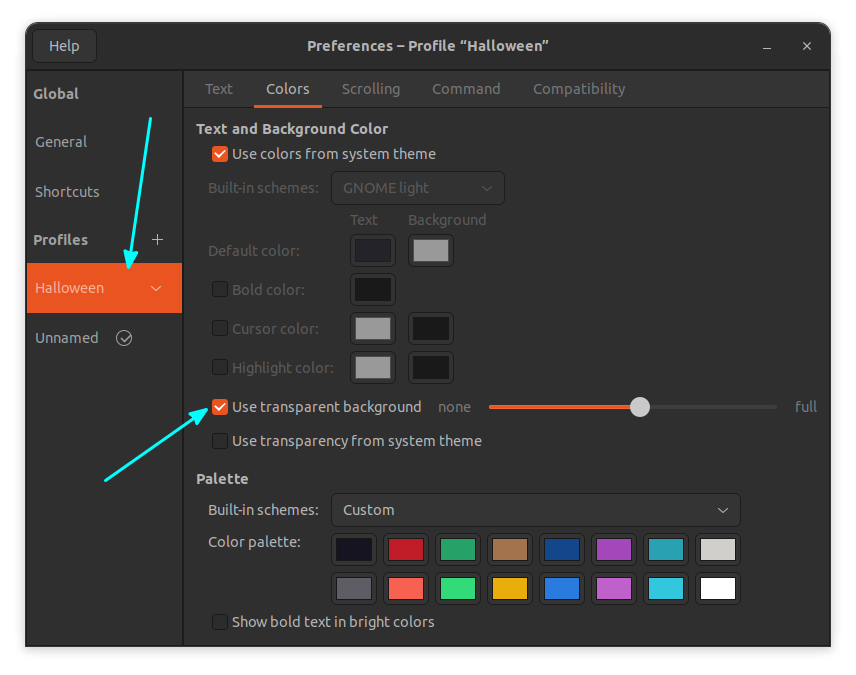 Help
Preferences – Profile “Halloween”
Global
General
Shortcuts
Profiles
Halloween
Unnamed
Text Colors Scrolling Command Compatibility
Text and Background Color
Use colors from system theme
Built-in schemes: GNOME light
Text Background
Default color:
Bold color:
Cursor color:
Highlight color:
Use transparent background none full
Use transparency from system theme
Palette
Built-in schemes: Custom
Color palette:
Show bold text in bright colors